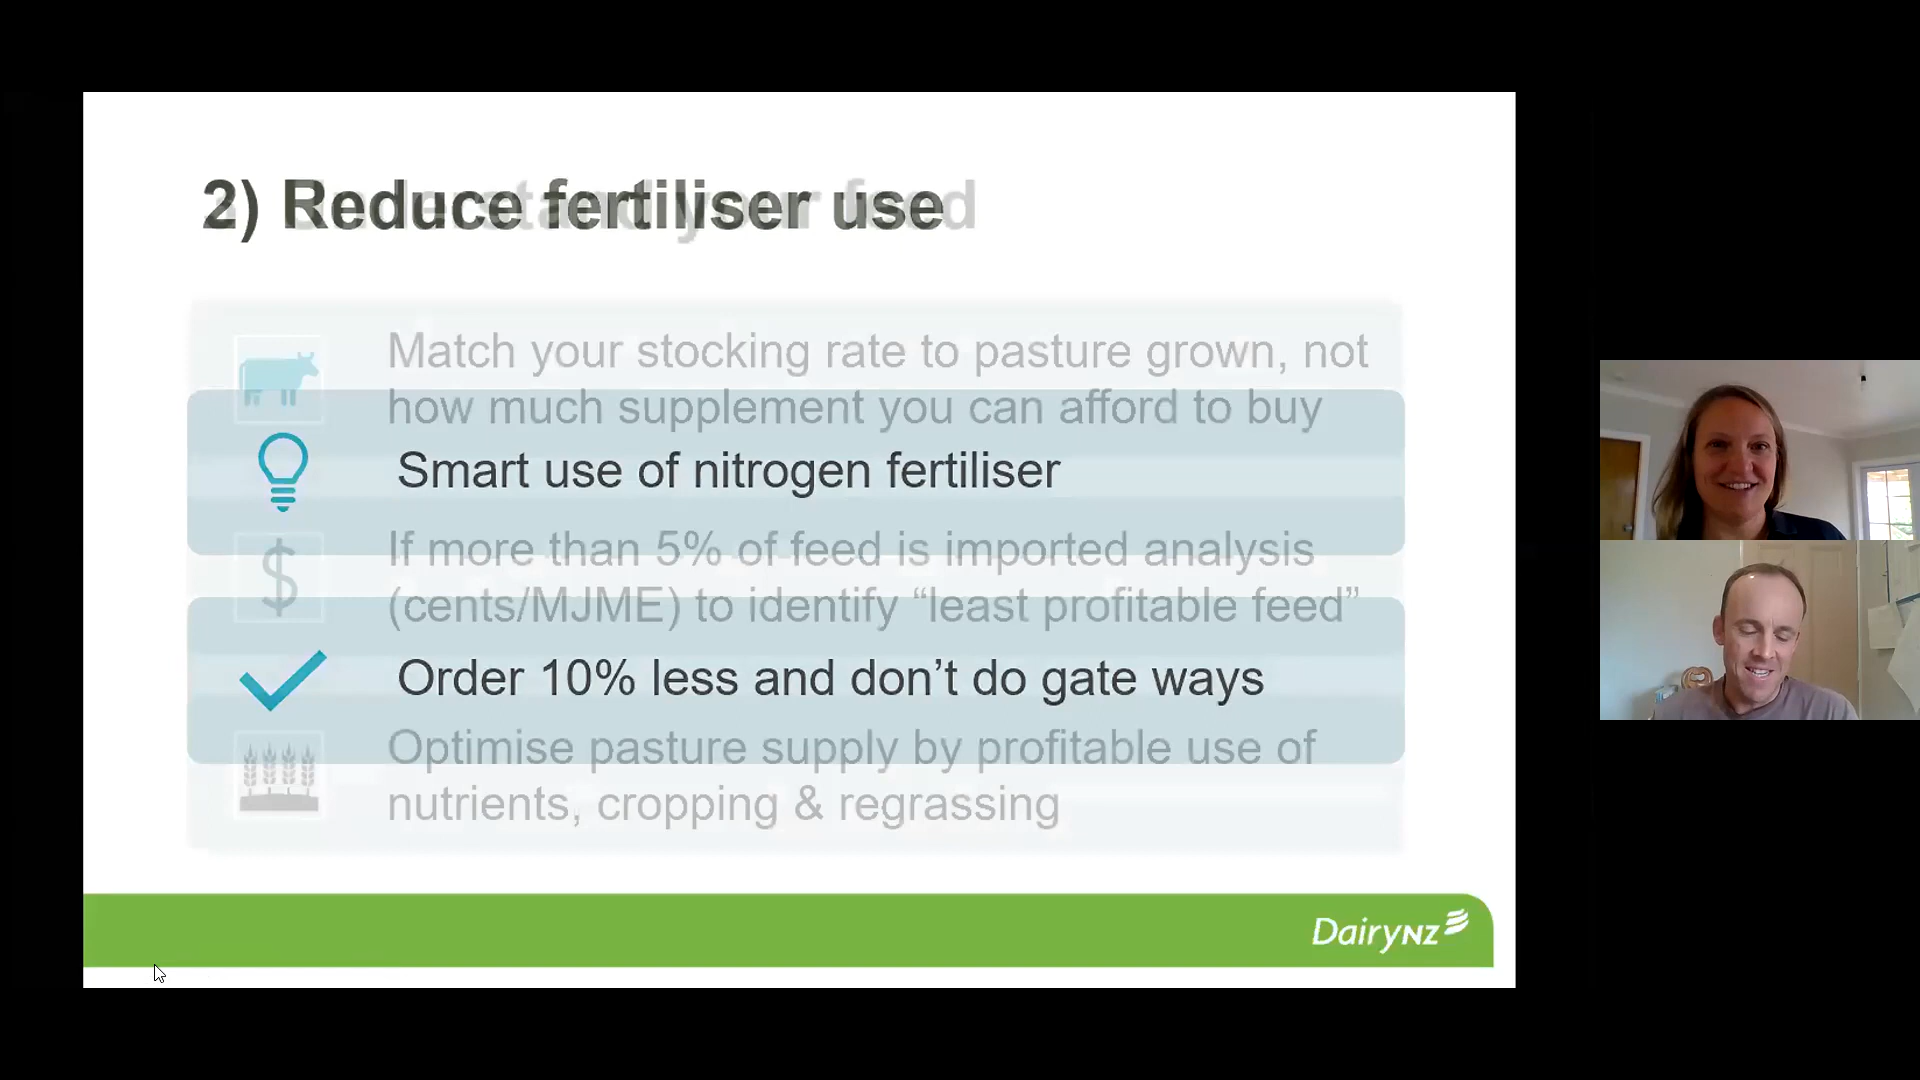 2) Reduce fertiliser use
Match your stocking rate to pasture grown, not
how much supplement you can afford to buy
Smart use of nitrogen fertiliser
If more than 5% of feed is imported analysis
(cents/MJME) to identify “least profitable feed”
Order 10% less and don’t do gate ways
Optimise pasture supply by profitable use of
nutrients, cropping & regrassing
DairyNZ